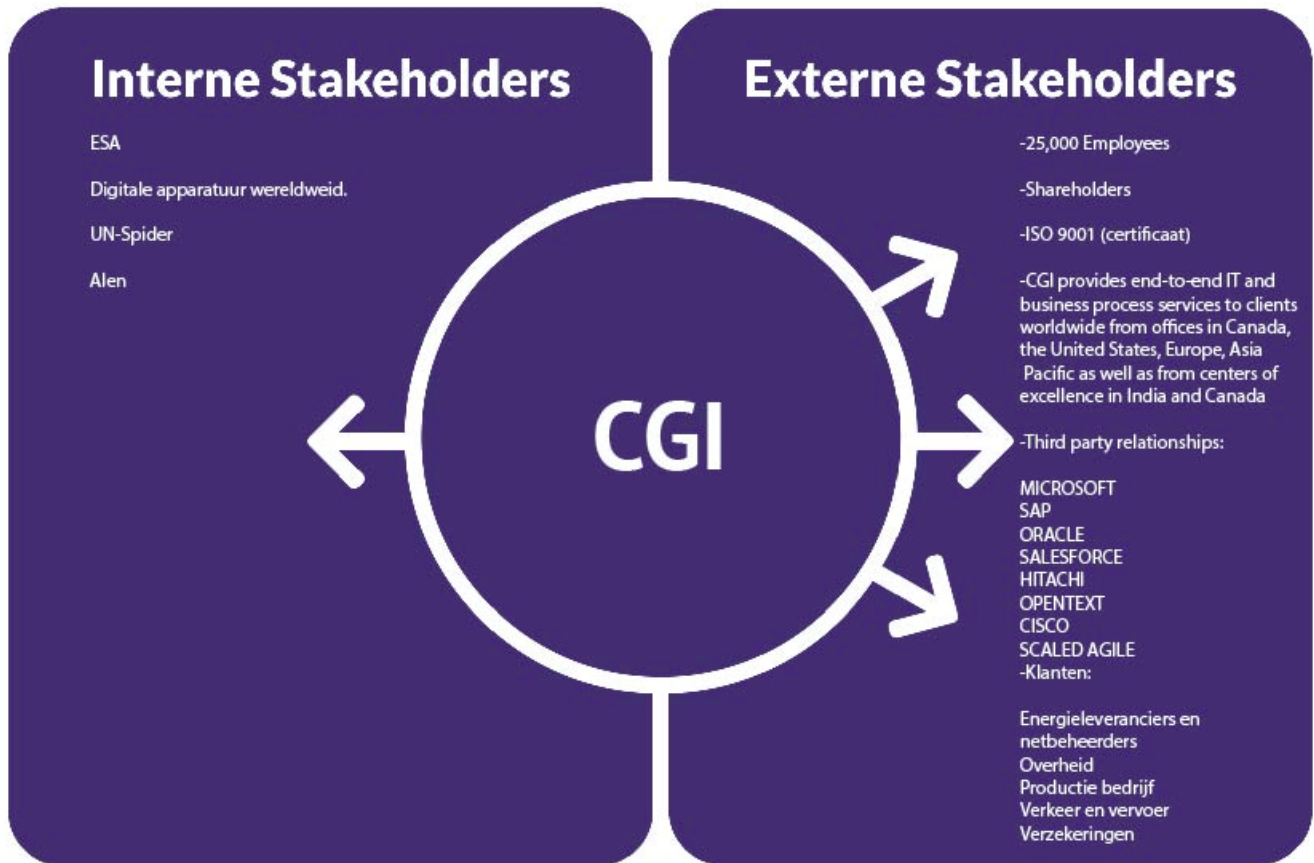 Interne Stakeholders
ESA
Digitale apparatuur wereldweid.
UN-Spider
Alen
CGI
Externe Stakeholders
-25,000 Employees
-Shareholders
-ISO 9001 (certificaat)
-CGI provides end-to-end IT and
business process services to clients
worldwide from offices in Canada,
the United States, Europe, Asia
Pacific as well as from centers of
excellence in India and Canada
-Third party relationships:
MICROSOFT
SAP
ORACLE
SALESFORCE
HITACHI
OPENTEXT
CISCO
SCALED AGILE
-Klanten:
Energieleveranciers en
netbeheerders
Overheid
Productie bedrijf
Verkeer en vervoer
Verzekeringen